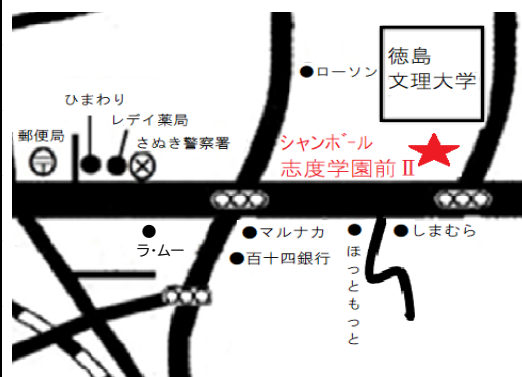 徳島
文理大学
ローソン
ひまわり
レデイ薬局
郵便局
さぬき警察署
シャンボール
志度学園前Ⅱ
ラ・ムー
マルナカ
百十四銀行
ほっともっと
しまむら